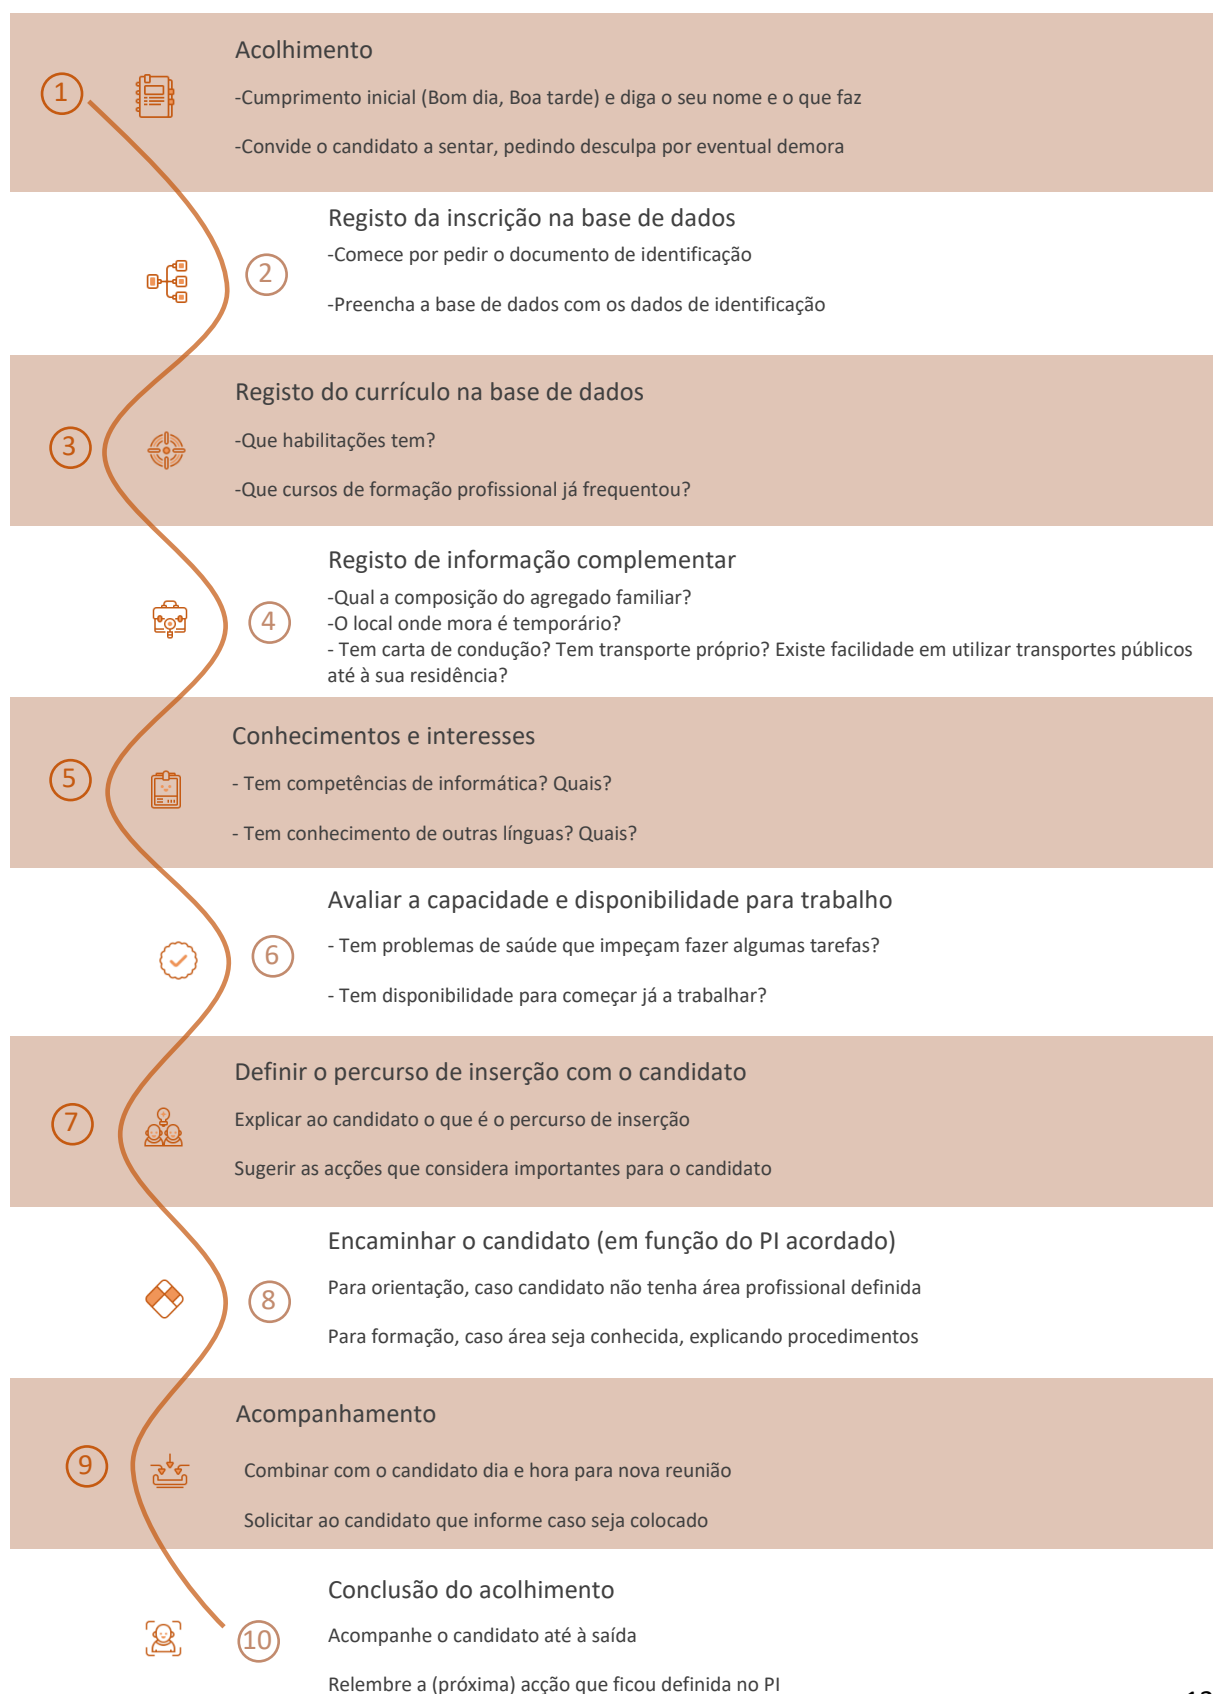 Acolhimento
1
-Cumprimento inicial (Bom dia, Boa tarde) e diga o seu nome e o que faz
-Convide o candidato a sentar, pedindo desculpa por eventual demora
Registo da inscrição na base de dados
-Comece por pedir o documento de identificação
2
-Preencha a base de dados com os dados de identificação
Registo do currículo na base de dados
3
-Que habilitações tem?
-Que cursos de formação profissional já frequentou?
Registo de informação complementar
-Qual a composição do agregado familiar?
4
-O local onde mora é temporário?
- Tem carta de condução? Tem transporte próprio? Existe facilidade em utilizar transportes públicos
até à sua residência?
Conhecimentos e interesses
5
- Tem competências de informática? Quais?
- Tem conhecimento de outras línguas? Quais?
Avaliar a capacidade e disponibilidade para trabalho
6
- Tem problemas de saúde que impeçam fazer algumas tarefas?
- Tem disponibilidade para começar já a trabalhar?
Definir o percurso de inserção com o candidato
7
Explicar ao candidato o que é o percurso de inserção
Sugerir as acções que considera importantes para o candidato
Encaminhar o candidato (em função do PI acordado)
Para orientação, caso candidato não tenha área profissional definida
8
Para formação, caso área seja conhecida, explicando procedimentos
Acompanhamento
9
Combinar com o candidato dia e hora para nova reunião
Solicitar ao candidato que informe caso seja colocado
Conclusão do acolhimento
10
Acompanhe o candidato até à saída
Relembre a (próxima) acção que ficou definida no PI